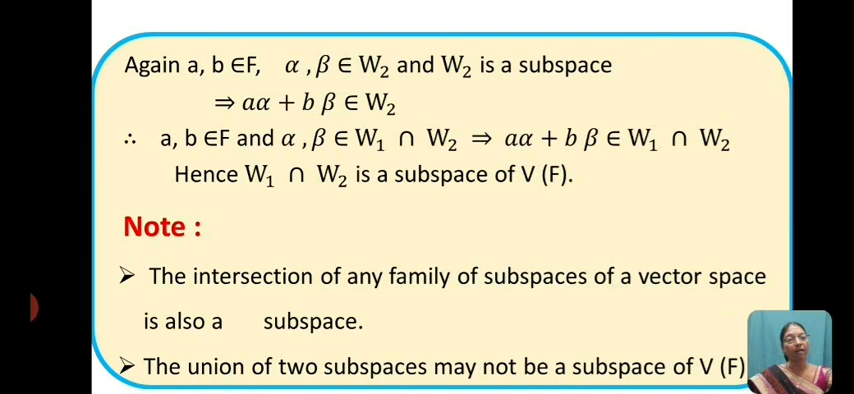 Again a, b ∈F, α , β ∈ W₂ and W₂ is a subspace
⇒ aα + b β ∈ W₂
∴ a, b ∈F and α , β ∈ W₁ ∩ W₂ ⇒ aα + b β ∈ W₁ ∩ W₂
Hence W₁ ∩ W₂ is a subspace of V (F).
Note :
➢ The intersection of any family of subspaces of a vector space
is also a subspace.
➢ The union of two subspaces may not be a subspace of V (F)